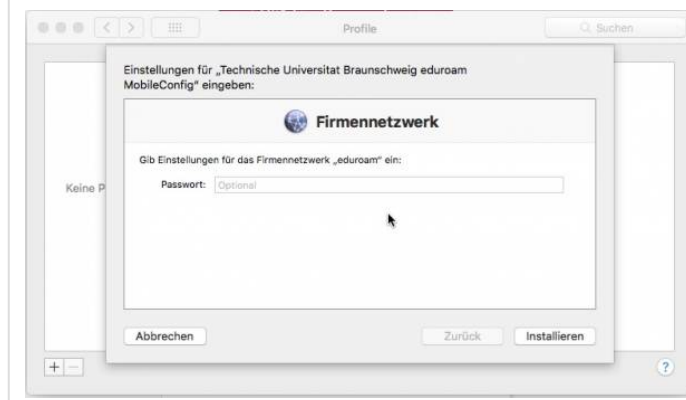 Profile
Suchen
Einstellungen für „Technische Universitat Braunschweig eduroam
MobileConfig“ eingeben:
Firmennetzwerk
Gib Einstellungen für das Firmennetzwerk „eduroam“ ein:
Keine P
Passwort: Optional
Abbrechen Zurück Installieren
+ − ?